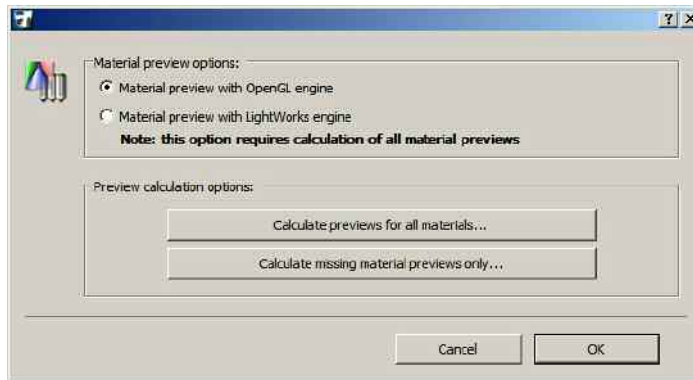 Material preview options:
Material preview with OpenGL engine
Material preview with LightWorks engine
Note: this option requires calculation of all material previews
Preview calculation options:
Calculate previews for all materials...
Calculate missing material previews only...
Cancel OK